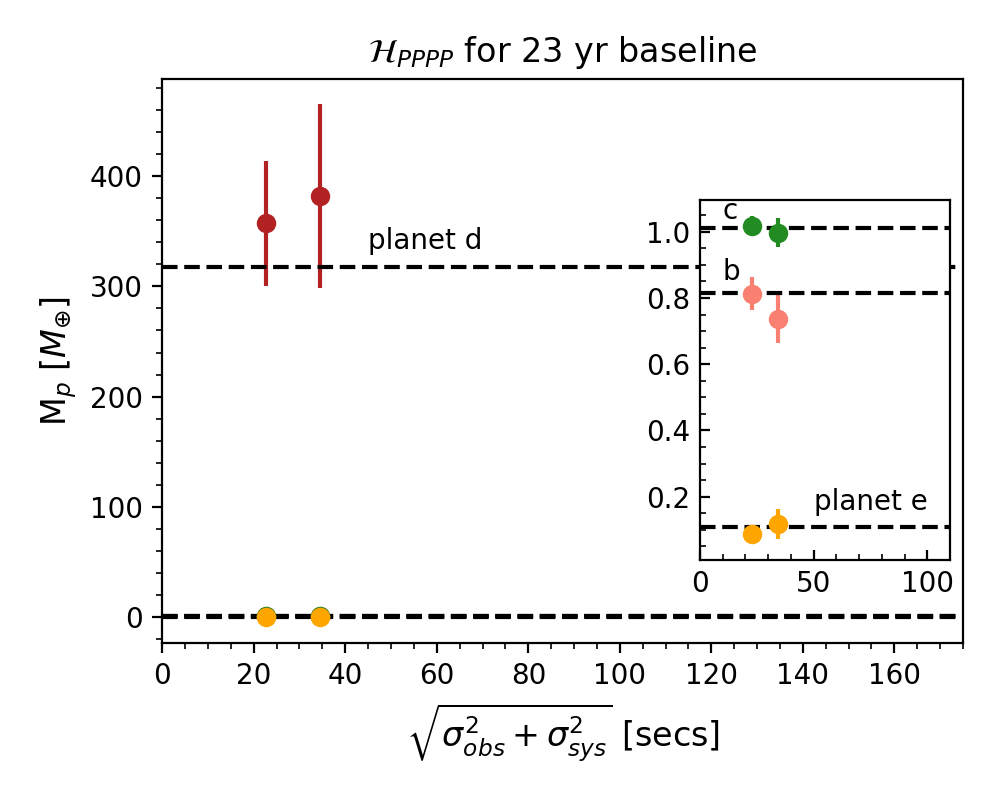 𝓗_PPPP for 23 yr baseline
M_p [M_⊕]
400
300
200
100
0
planet d
c
b
planet e
1.0
0.8
0.6
0.4
0.2
0 50 100
0 20 40 60 80 100 120 140 160
√(σ²_obs + σ²_sys) [secs]